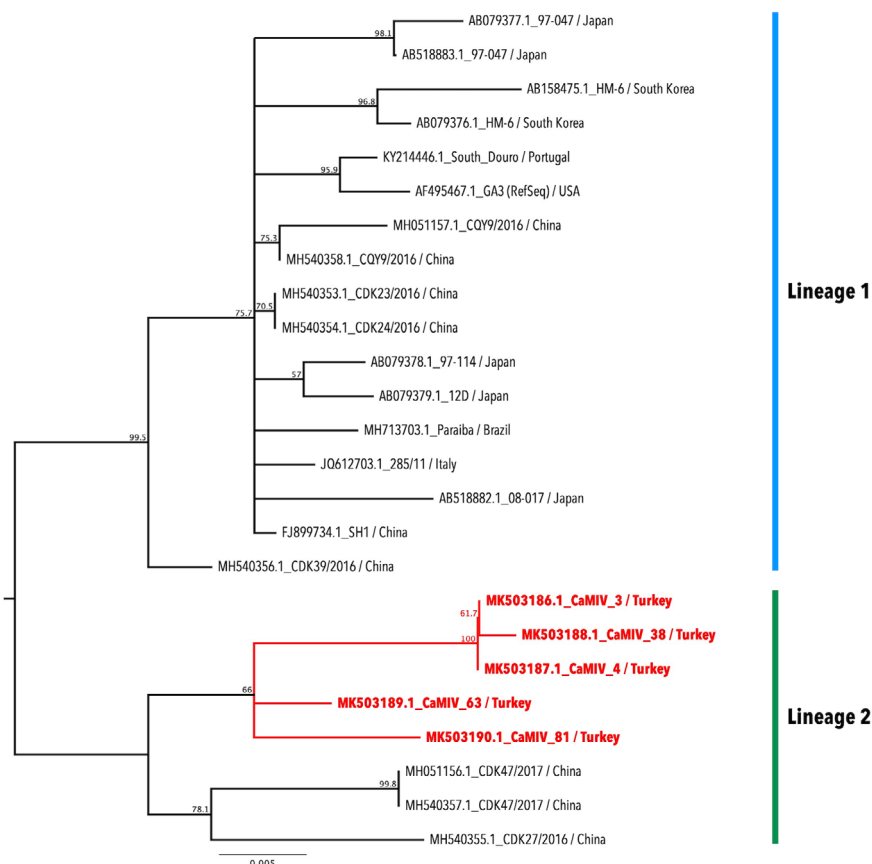 AB079377.1_97-047 / Japan
98.1
AB518883.1_97-047 / Japan
AB158475.1_HM-6 / South Korea
96.8
AB079376.1_HM-6 / South Korea
KY214446.1_South_Douro / Portugal
95.9
AF495467.1_GA3 (RefSeq) / USA
MH051157.1_CQY9/2016 / China
75.3
MH540358.1_CQY9/2016 / China
Lineage 1
MH540353.1_CDK23/2016 / China
70.5
75.7
MH540354.1_CDK24/2016 / China
AB079378.1_97-114 / Japan
57
AB079379.1_12D / Japan
MH713703.1_Paraiba / Brazil
99.5
JQ612703.1_285/11 / Italy
AB518882.1_08-017 / Japan
FJ899734.1_SH1 / China
MH540356.1_CDK39/2016 / China
MK503186.1_CaMIV_3 / Turkey
61.7
MK503188.1_CaMIV_38 / Turkey
100
MK503187.1_CaMIV_4 / Turkey
66
MK503189.1_CaMIV_63 / Turkey
Lineage 2
MK503190.1_CaMIV_81 / Turkey
MH051156.1_CDK47/2017 / China
99.8
MH540357.1_CDK47/2017 / China
78.1
MH540355.1_CDK27/2016 / China
0.005